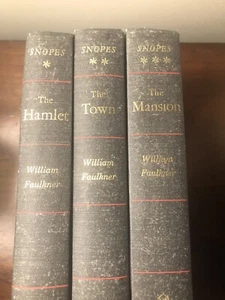 SNOPES
*
The
Hamlet
William
Faulkner
SNOPES
* *
The
Town
William
Faulkner
SNOPES
* * *
The
Mansion
William
Faulkner